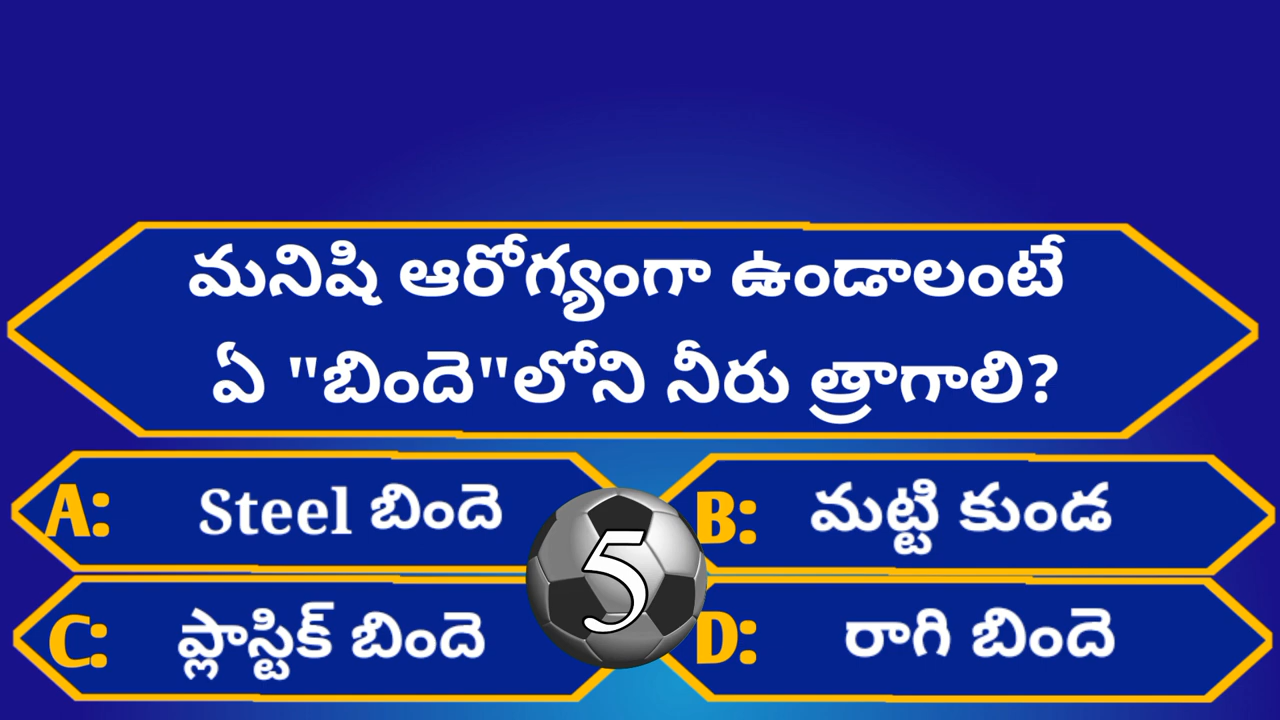 మనిషి ఆరోగ్యంగా ఉండాలంటే
ఏ "బిందె"లోని నీరు త్రాగాలి?
A: Steel బిందె
B: మట్టి కుండ
5
C: ప్లాస్టిక్ బిందె
D: రాగి బిందె